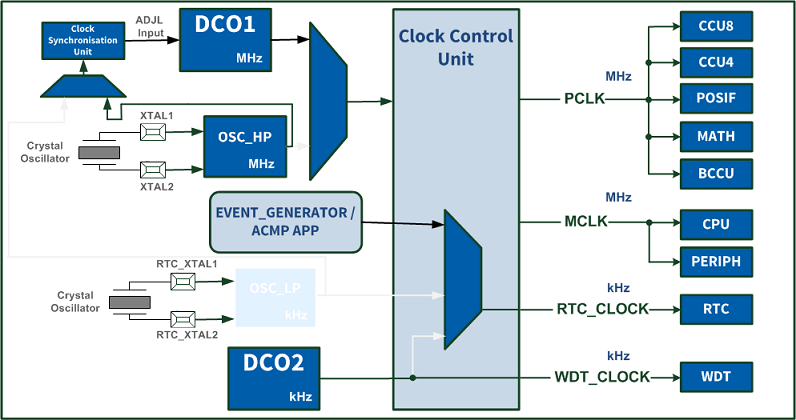 Clock
Synchronisation
Unit
ADJL
Input
DCO1
MHz
Clock Control
Unit
CCU8
MHz
CCU4
PCLK
POSIF
XTAL1
Crystal
Oscillator
OSC_HP
MHz
MATH
XTAL2
BCCU
MHz
EVENT_GENERATOR /
ACMP APP
MCLK
CPU
PERIPH
RTC_XTAL1
Crystal
Oscillator
OSC_LP
kHz
RTC_XTAL2
kHz
RTC_CLOCK
RTC
DCO2
kHz
kHz
WDT_CLOCK
WDT